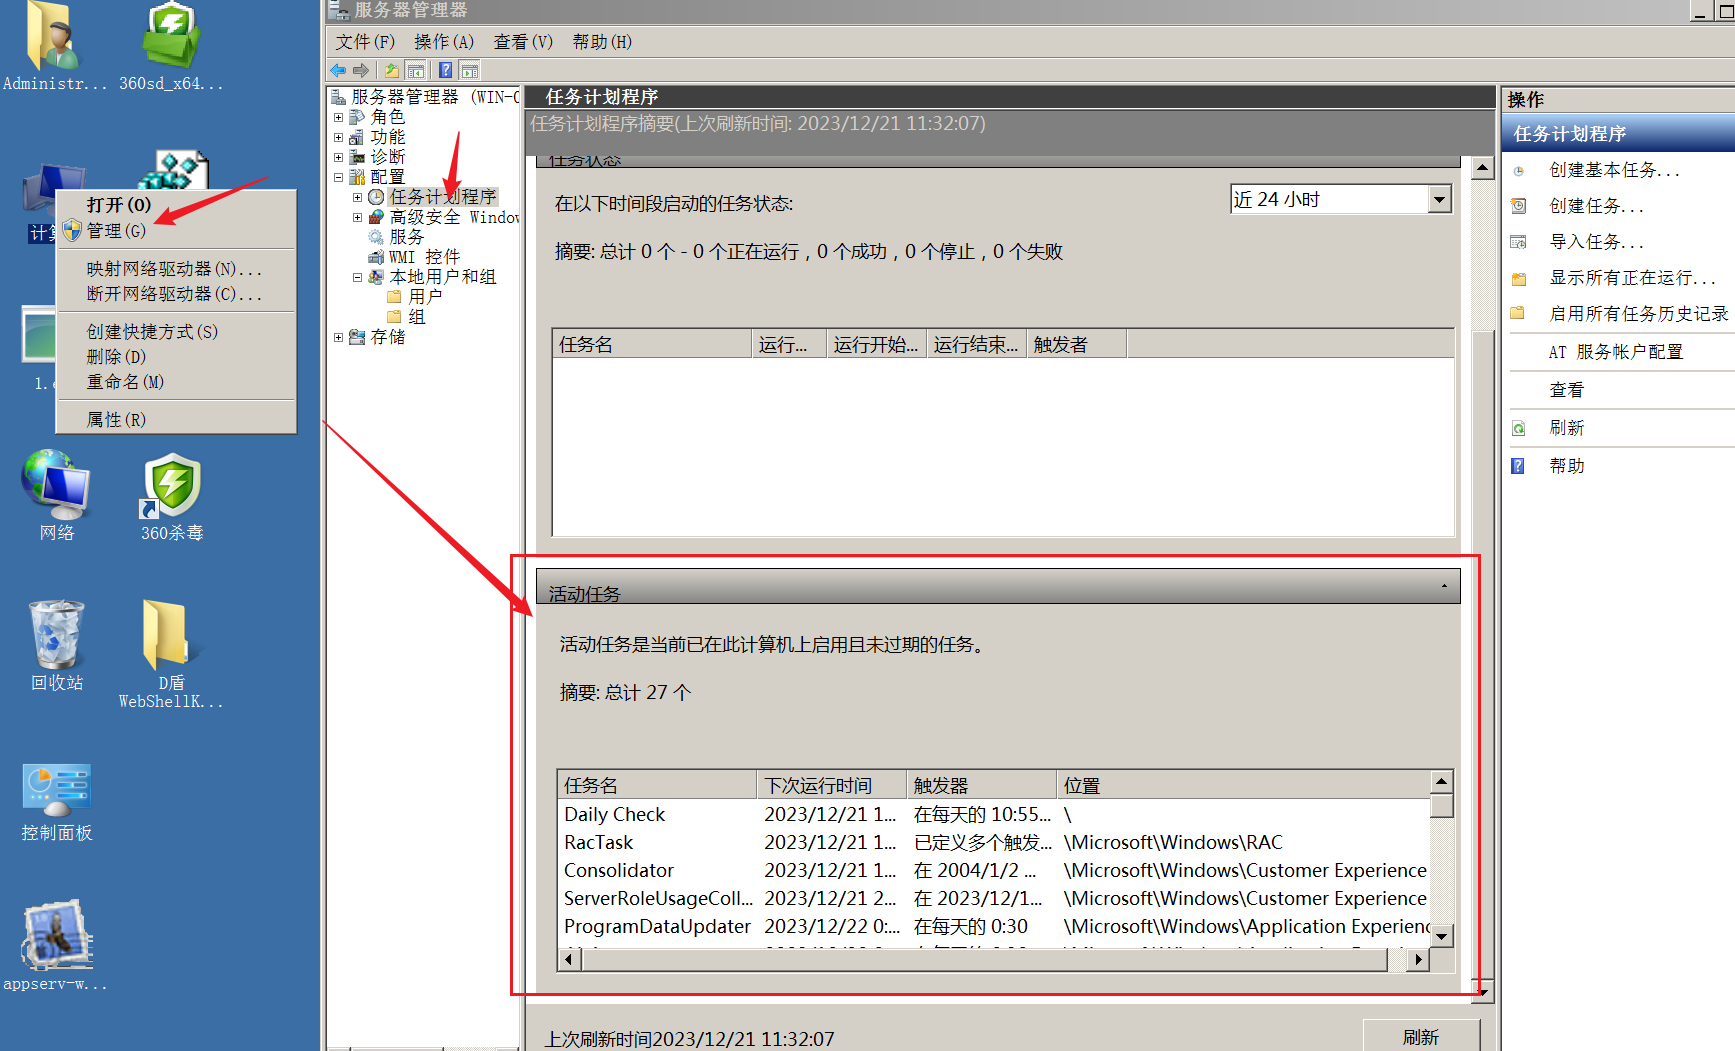 Administr...
360sd_x64...
打开(O)
管理(G)
映射网络驱动器(N)...
断开网络驱动器(C)...
创建快捷方式(S)
删除(D)
重命名(M)
属性(R)
网络
360杀毒
回收站
D盾
WebShellK...
控制面板
appserv-w...
服务器管理器
文件(F) 操作(A) 查看(V) 帮助(H)
服务器管理器 (WIN-
角色
功能
诊断
配置
任务计划程序
高级安全 Window
服务
WMI 控件
本地用户和组
用户
组
存储
任务计划程序
任务计划程序摘要(上次刷新时间: 2023/12/21 11:32:07)
任务状态
在以下时间段启动的任务状态:
近 24 小时
摘要: 总计 0 个 - 0 个正在运行，0 个成功，0 个停止，0 个失败
任务名 运行... 运行开始... 运行结束... 触发者
活动任务
活动任务是当前已在此计算机上启用且未过期的任务。
摘要: 总计 27 个
任务名 下次运行时间 触发器 位置
Daily Check 2023/12/21 1... 在每天的 10:55... \
RacTask 2023/12/21 1... 已定义多个触发... \Microsoft\Windows\RAC
Consolidator 2023/12/21 1... 在 2004/1/2 ... \Microsoft\Windows\Customer Experience
ServerRoleUsageColl... 2023/12/21 2... 在 2023/12/1... \Microsoft\Windows\Customer Experience
ProgramDataUpdater 2023/12/22 0:... 在每天的 0:30 \Microsoft\Windows\Application Experienc
上次刷新时间2023/12/21 11:32:07
刷新
操作
任务计划程序
创建基本任务...
创建任务...
导入任务...
显示所有正在运行...
启用所有任务历史记录
AT 服务帐户配置
查看
刷新
帮助